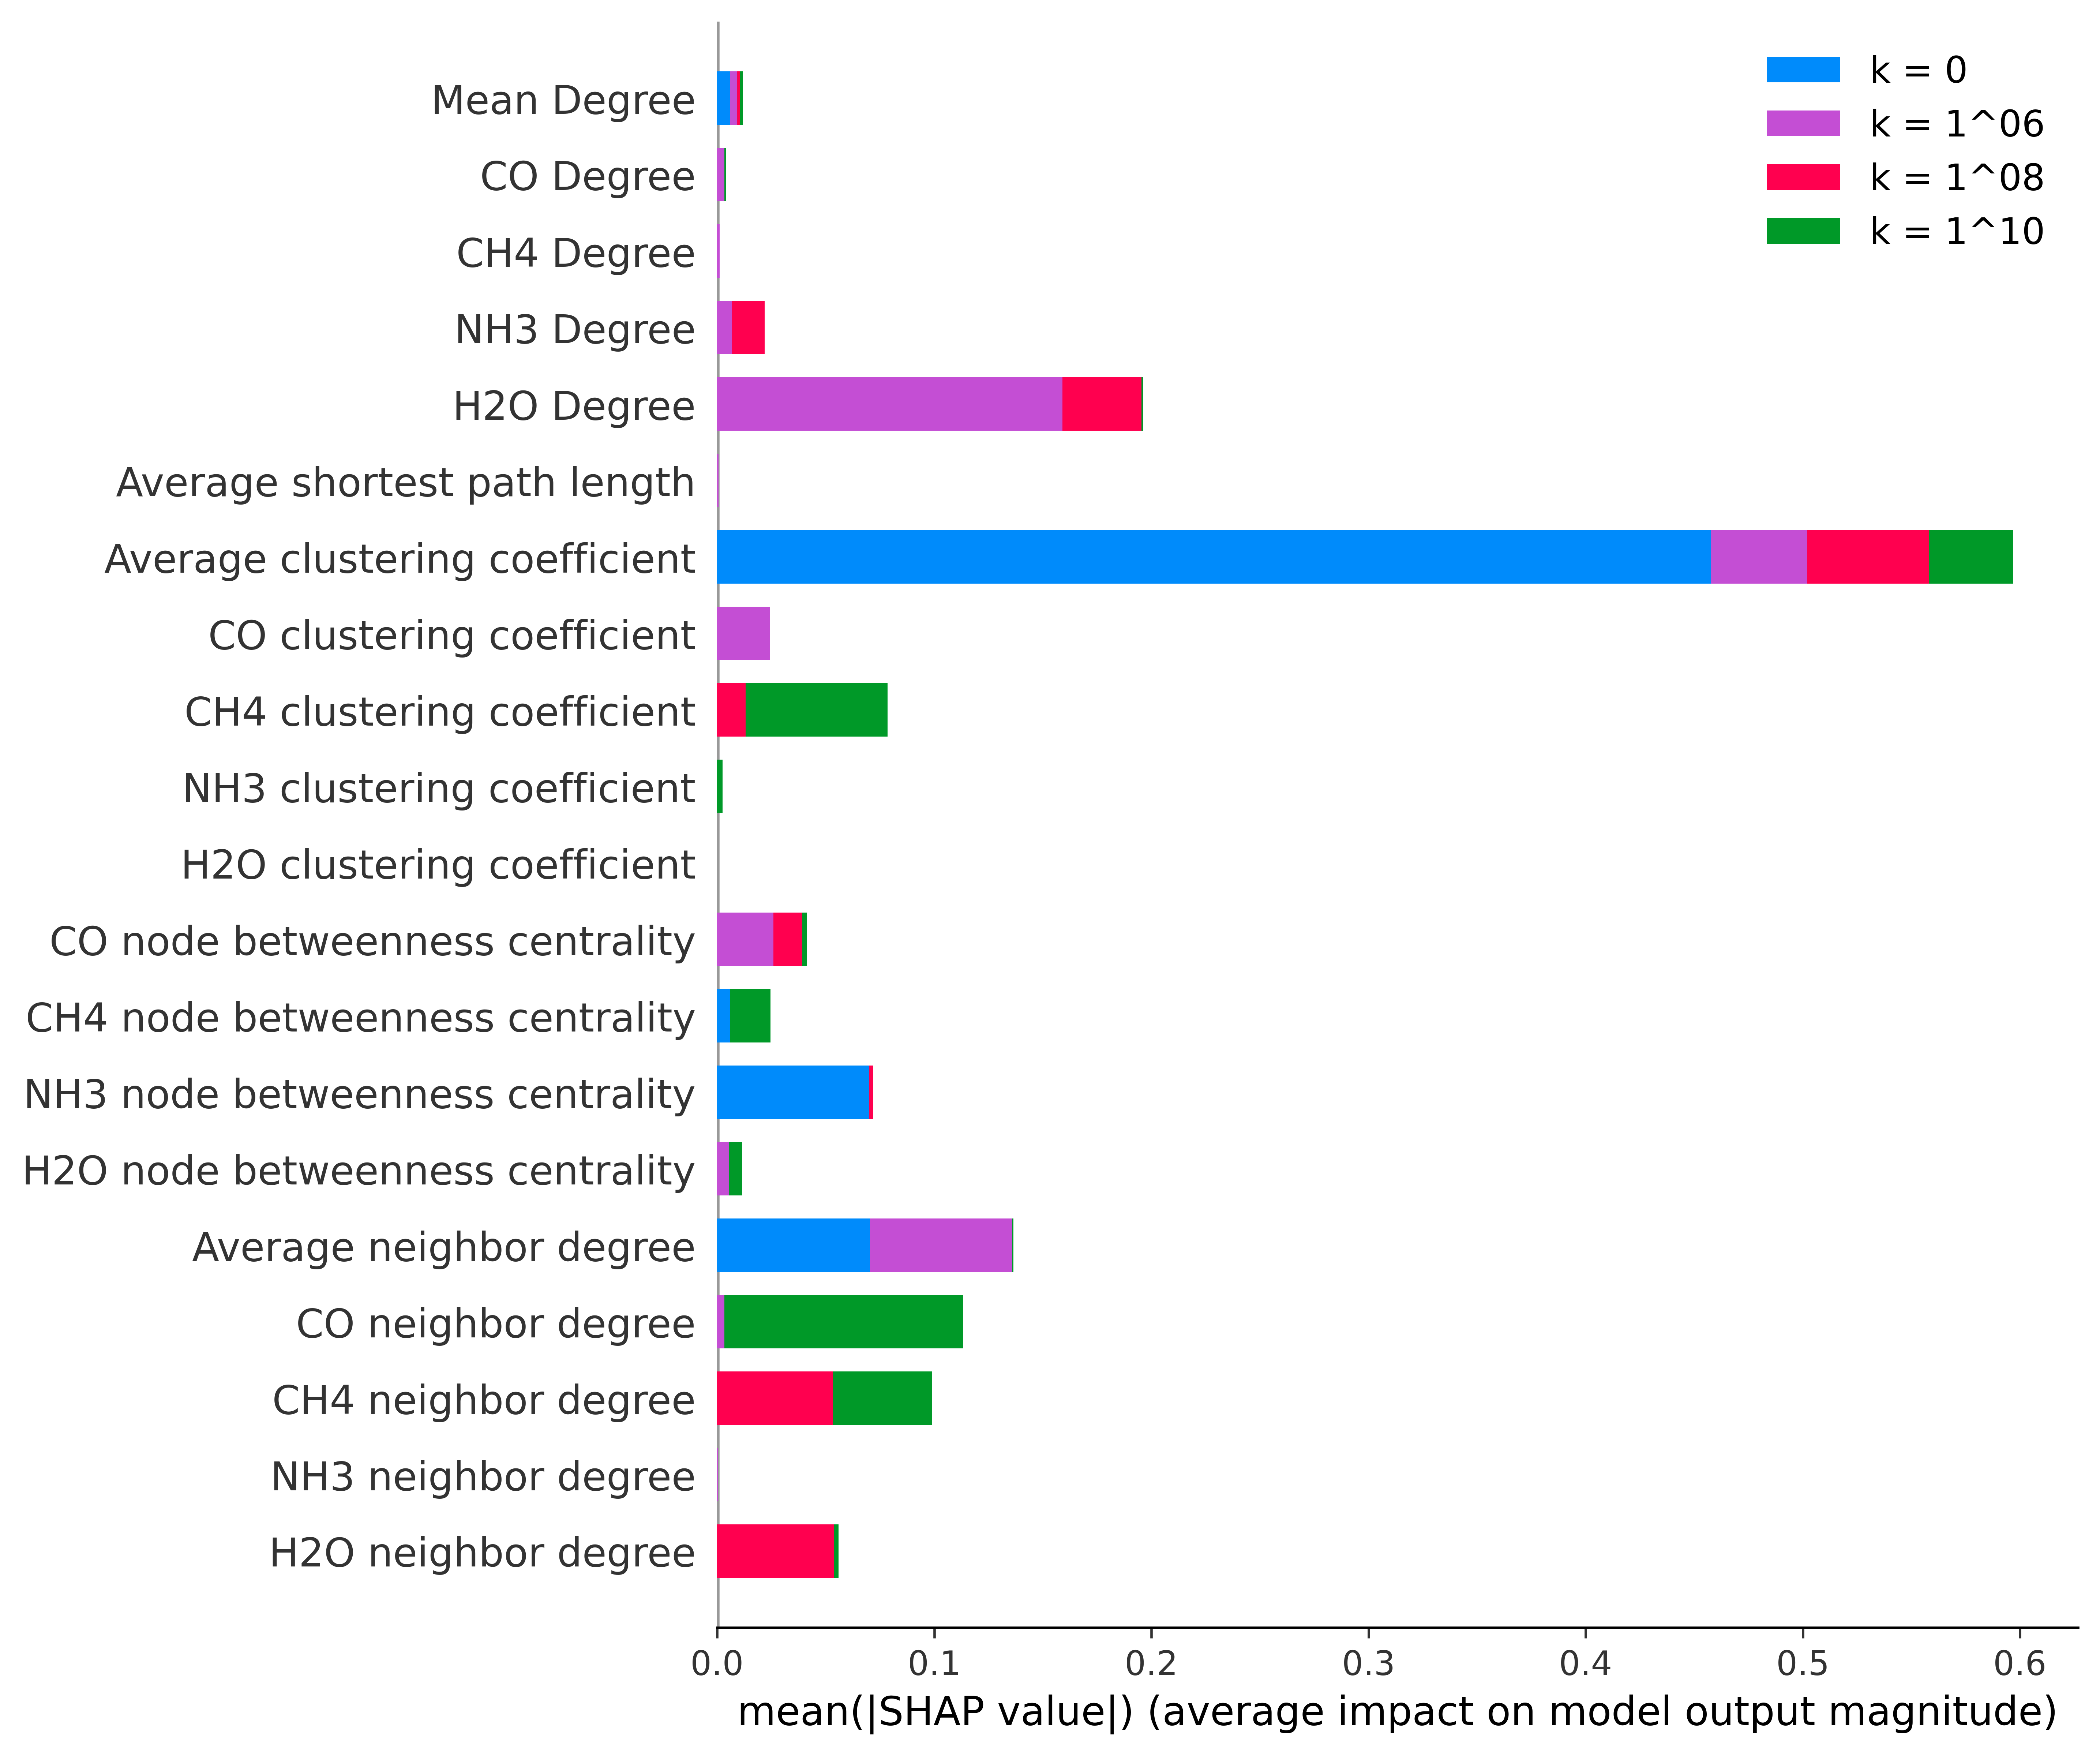 k = 0
k = 1^06
k = 1^08
k = 1^10
Mean Degree
CO Degree
CH4 Degree
NH3 Degree
H2O Degree
Average shortest path length
Average clustering coefficient
CO clustering coefficient
CH4 clustering coefficient
NH3 clustering coefficient
H2O clustering coefficient
CO node betweenness centrality
CH4 node betweenness centrality
NH3 node betweenness centrality
H2O node betweenness centrality
Average neighbor degree
CO neighbor degree
CH4 neighbor degree
NH3 neighbor degree
H2O neighbor degree
0.0 0.1 0.2 0.3 0.4 0.5 0.6
mean(|SHAP value|) (average impact on model output magnitude)